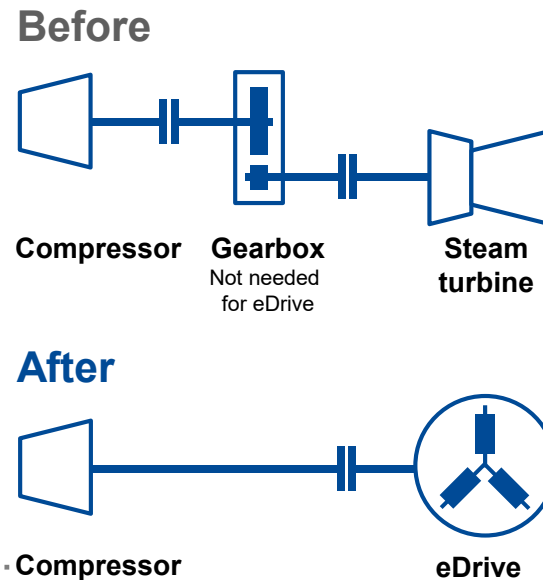 Before
Compressor
Gearbox
Not needed
for eDrive
Steam
turbine
After
Compressor
eDrive